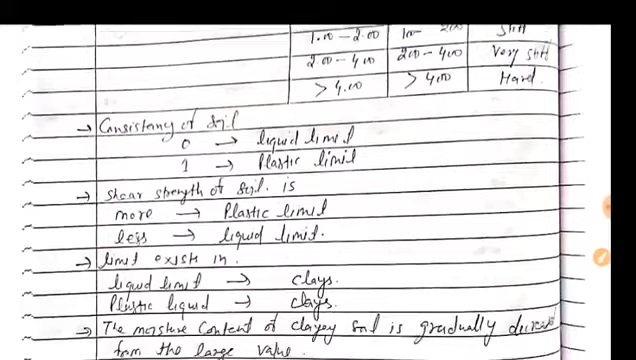 1.00 – 2.00 Stiff
2.00 – 4.00 200 – 400 Very stiff
> 4.00 > 400 Hard.
→ Consistency of soil
0 → liquid limit
1 → Plastic limit
→ shear strength of soil is
more → Plastic limit
less → liquid limit.
→ limit exists in.
liquid limit → clays.
Plastic liquid → clays.
→ The moisture content of clayey soil is gradually
from the large value.